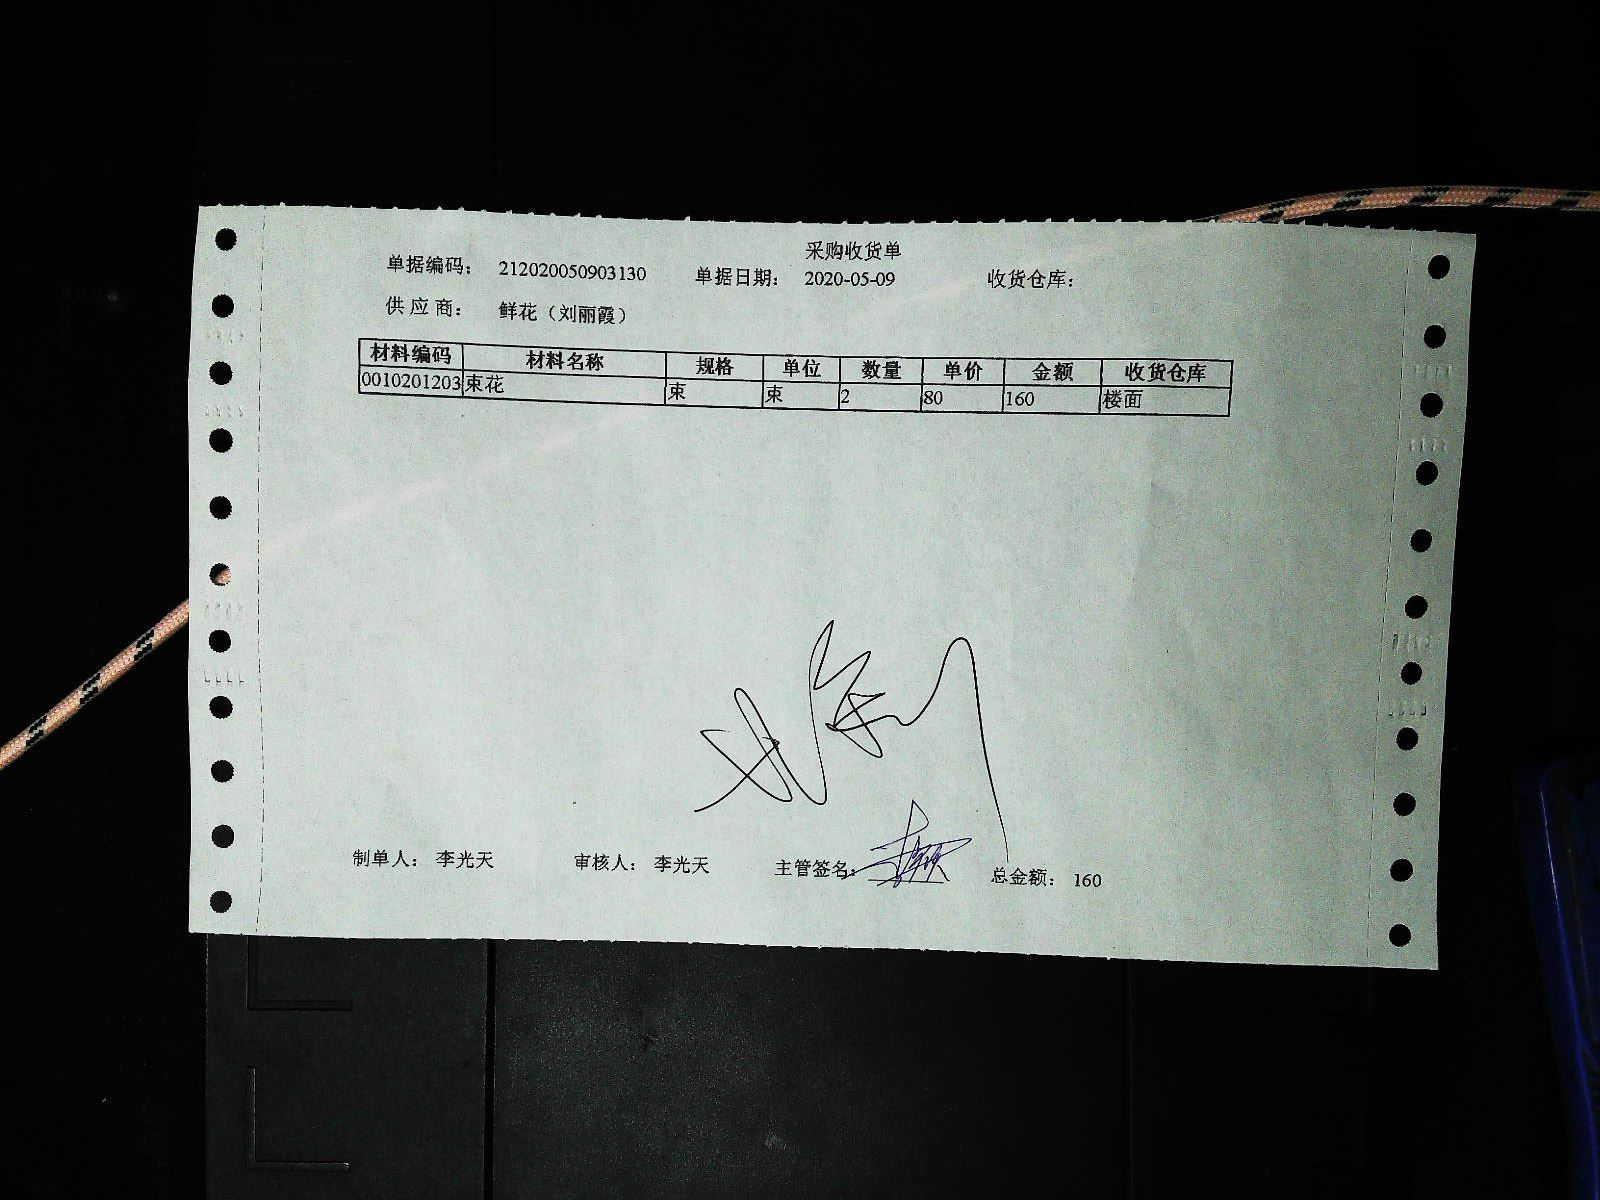 采购收货单
单据编码： 212020050903130 单据日期： 2020-05-09 收货仓库：
供应商： 鲜花（刘丽霞）
材料编码 材料名称 规格 单位 数量 单价 金额 收货仓库
0010201203 束花 束 束 2 80 160 楼面
制单人： 李光天 审核人： 李光天 主管签名： 总金额： 160